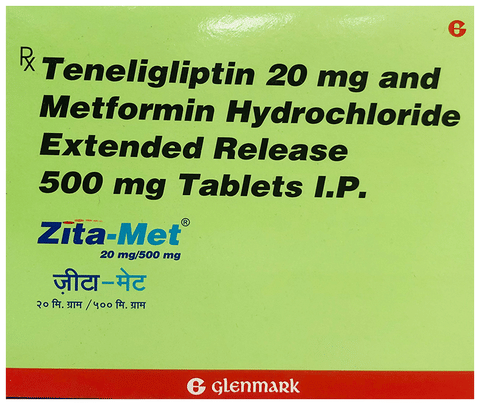 Rx Teneligliptin 20 mg and
Metformin Hydrochloride
Extended Release
500 mg Tablets I.P.
Zita-Met®
20 mg/500 mg
ज़ीटा-मेट
२० मि. ग्राम /५०० मि. ग्राम
G glenmark